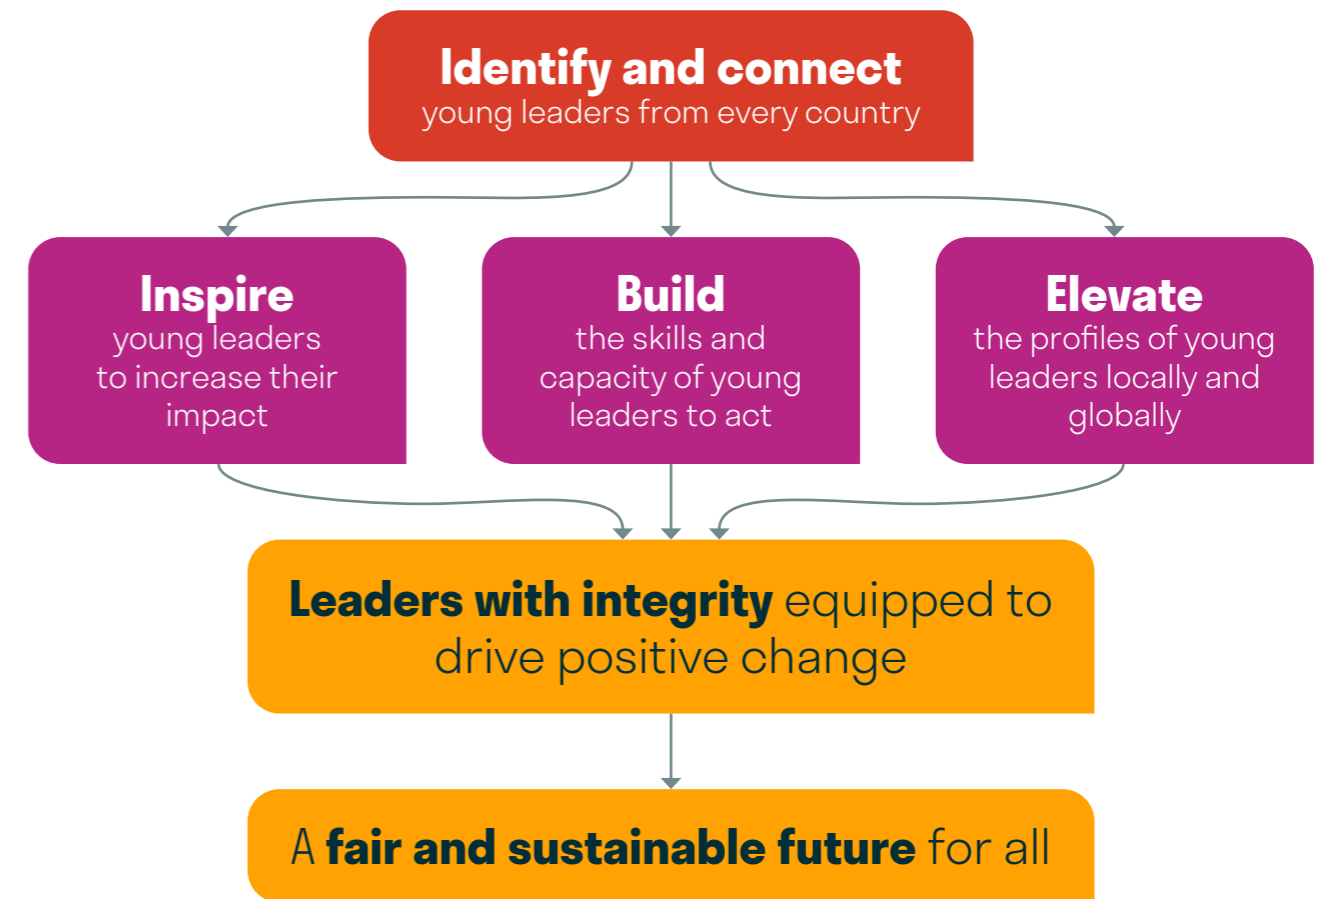 Identify and connect
young leaders from every country
Inspire
young leaders
to increase their
impact
Build
the skills and
capacity of young
leaders to act
Elevate
the profiles of young
leaders locally and
globally
Leaders with integrity equipped to
drive positive change
A fair and sustainable future for all